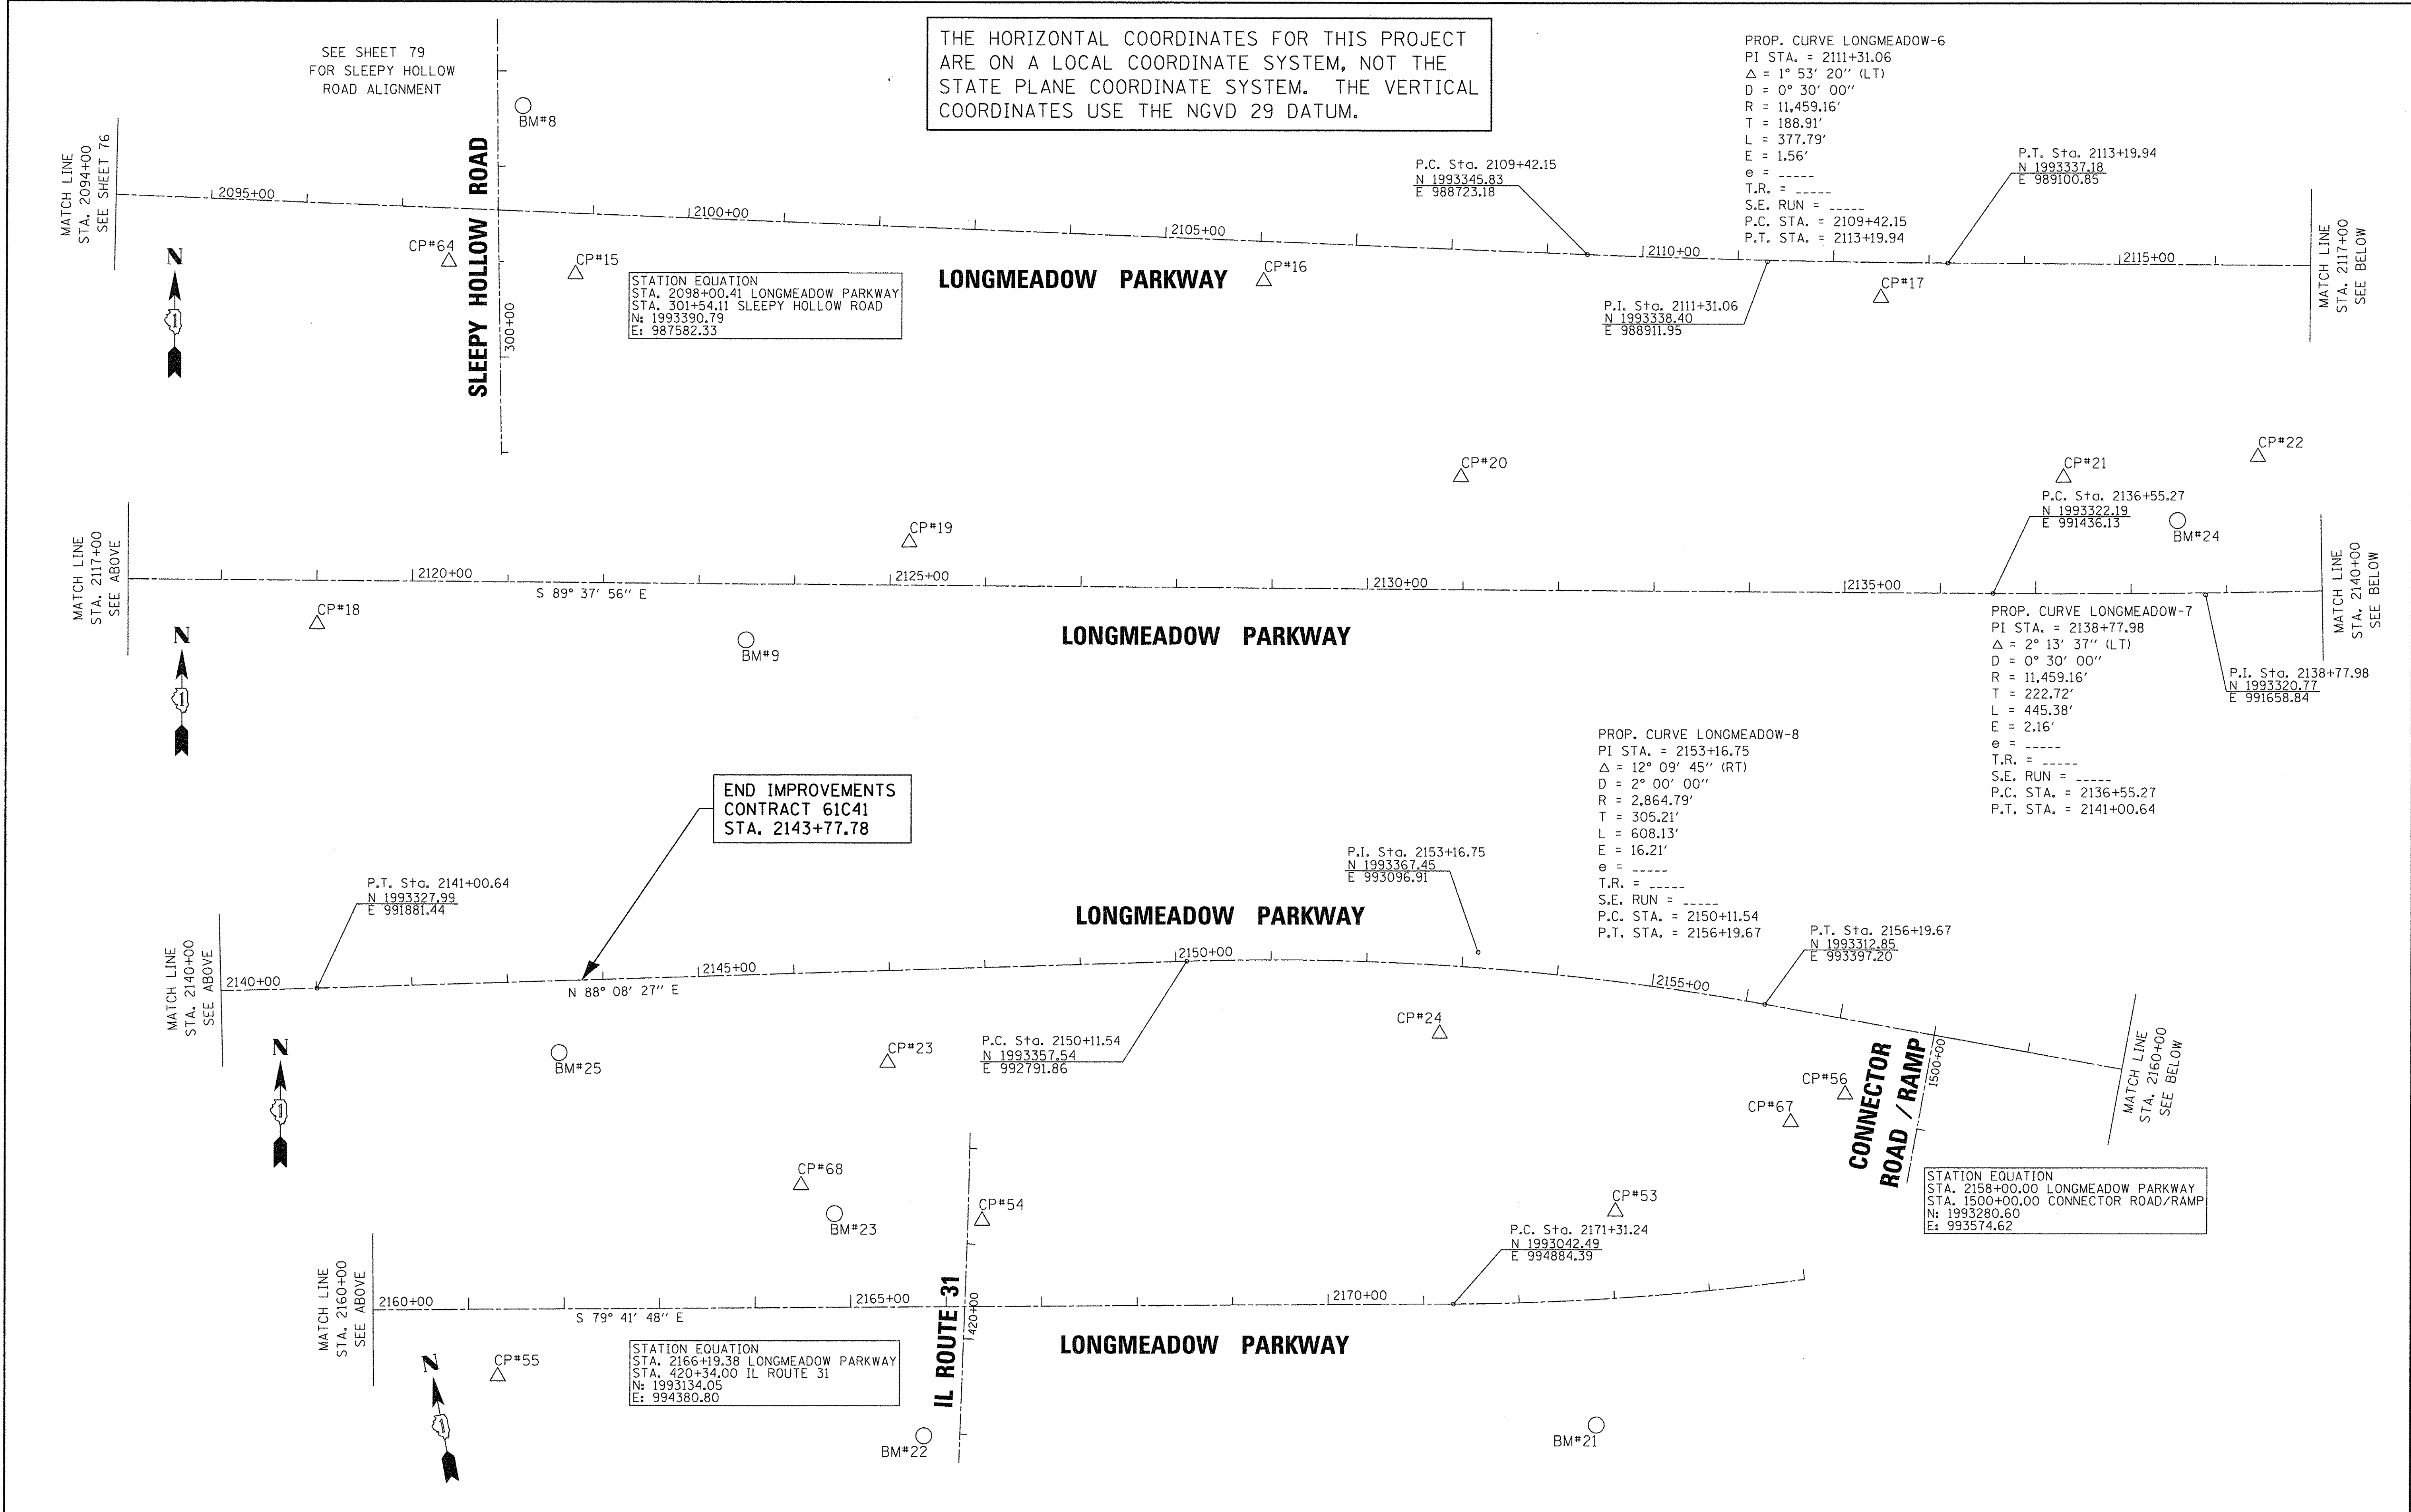 SEE SHEET 79
FOR SLEEPY HOLLOW
ROAD ALIGNMENT
THE HORIZONTAL COORDINATES FOR THIS PROJECT
ARE ON A LOCAL COORDINATE SYSTEM, NOT THE
STATE PLANE COORDINATE SYSTEM. THE VERTICAL
COORDINATES USE THE NGVD 29 DATUM.
PROP. CURVE LONGMEADOW-6
PI STA. = 2111+31.06
Δ = 1° 53' 20" (LT)
D = 0° 30' 00"
R = 11,459.16'
T = 188.91'
L = 377.79'
E = 1.56'
e = -----
T.R. = -----
S.E. RUN = -----
P.C. STA. = 2109+42.15
P.T. STA. = 2113+19.94
MATCH LINE
STA. 2094+00
SEE SHEET 76
BM#8
SLEEPY HOLLOW ROAD
P.C. Sta. 2109+42.15
N 1993345.83
E 988723.18
P.T. Sta. 2113+19.94
N 1993337.18
E 989100.85
2095+00
2100+00
2105+00
2110+00
2115+00
MATCH LINE
STA. 2117+00
SEE BELOW
N
1
CP#64
CP#15
300+00
STATION EQUATION
STA. 2098+00.41 LONGMEADOW PARKWAY
STA. 301+54.11 SLEEPY HOLLOW ROAD
N: 1993390.79
E: 987582.33
LONGMEADOW PARKWAY
CP#16
CP#17
P.I. Sta. 2111+31.06
N 1993338.40
E 988911.95
CP#20
CP#21
CP#22
P.C. Sta. 2136+55.27
N 1993322.19
E 991436.13
BM#24
MATCH LINE
STA. 2117+00
SEE ABOVE
CP#19
2120+00
2125+00
2130+00
2135+00
MATCH LINE
STA. 2140+00
SEE BELOW
S 89° 37' 56" E
CP#18
BM#9
LONGMEADOW PARKWAY
N
1
PROP. CURVE LONGMEADOW-7
PI STA. = 2138+77.98
Δ = 2° 13' 37" (LT)
D = 0° 30' 00"
R = 11,459.16'
T = 222.72'
L = 445.38'
E = 2.16'
e = -----
T.R. = -----
S.E. RUN = -----
P.C. STA. = 2136+55.27
P.T. STA. = 2141+00.64
P.I. Sta. 2138+77.98
N 1993320.77
E 991658.84
PROP. CURVE LONGMEADOW-8
PI STA. = 2153+16.75
Δ = 12° 09' 45" (RT)
D = 2° 00' 00"
R = 2,864.79'
T = 305.21'
L = 608.13'
E = 16.21'
e = -----
T.R. = -----
S.E. RUN = -----
P.C. STA. = 2150+11.54
P.T. STA. = 2156+19.67
END IMPROVEMENTS
CONTRACT 61C41
STA. 2143+77.78
P.T. Sta. 2141+00.64
N 1993327.99
E 991881.44
P.I. Sta. 2153+16.75
N 1993367.45
E 993096.91
LONGMEADOW PARKWAY
P.T. Sta. 2156+19.67
N 1993312.85
E 993397.20
MATCH LINE
STA. 2140+00
SEE ABOVE
2140+00
2145+00
2150+00
2155+00
N 88° 08' 27" E
N
1
BM#25
CP#23
P.C. Sta. 2150+11.54
N 1993357.54
E 992791.86
CP#24
CP#67
CP#56
CONNECTOR
ROAD / RAMP
1500+00
MATCH LINE
STA. 2160+00
SEE BELOW
STATION EQUATION
STA. 2158+00.00 LONGMEADOW PARKWAY
STA. 1500+00.00 CONNECTOR ROAD/RAMP
N: 1993280.60
E: 993574.62
CP#68
BM#23
CP#54
CP#53
P.C. Sta. 2171+31.24
N 1993042.49
E 994884.39
MATCH LINE
STA. 2160+00
SEE ABOVE
2160+00
2165+00
2170+00
S 79° 41' 48" E
IL ROUTE 31
420+00
LONGMEADOW PARKWAY
STATION EQUATION
STA. 2166+19.38 LONGMEADOW PARKWAY
STA. 420+34.00 IL ROUTE 31
N: 1993134.05
E: 994380.80
N
1
CP#55
BM#22
BM#21